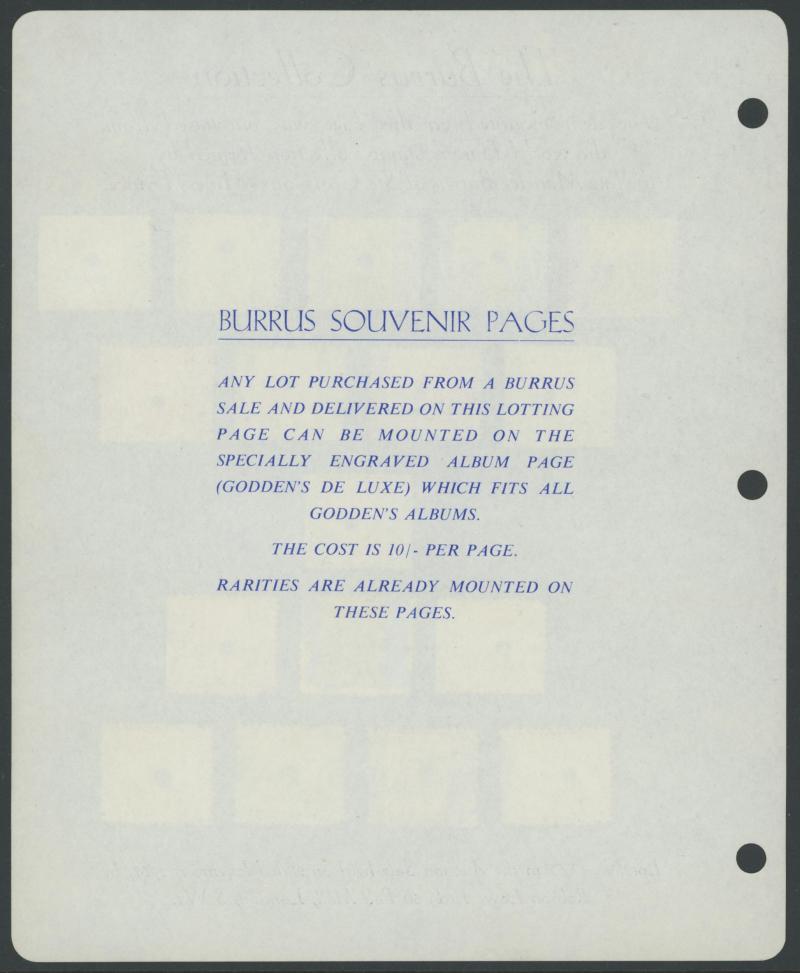 BURRUS SOUVENIR PAGES
ANY LOT PURCHASED FROM A BURRUS
SALE AND DELIVERED ON THIS LOTTING
PAGE CAN BE MOUNTED ON THE
SPECIALLY ENGRAVED ALBUM PAGE
(GODDEN'S DE LUXE) WHICH FITS ALL
GODDEN'S ALBUMS.
THE COST IS 10/- PER PAGE.
RARITIES ARE ALREADY MOUNTED ON
THESE PAGES.